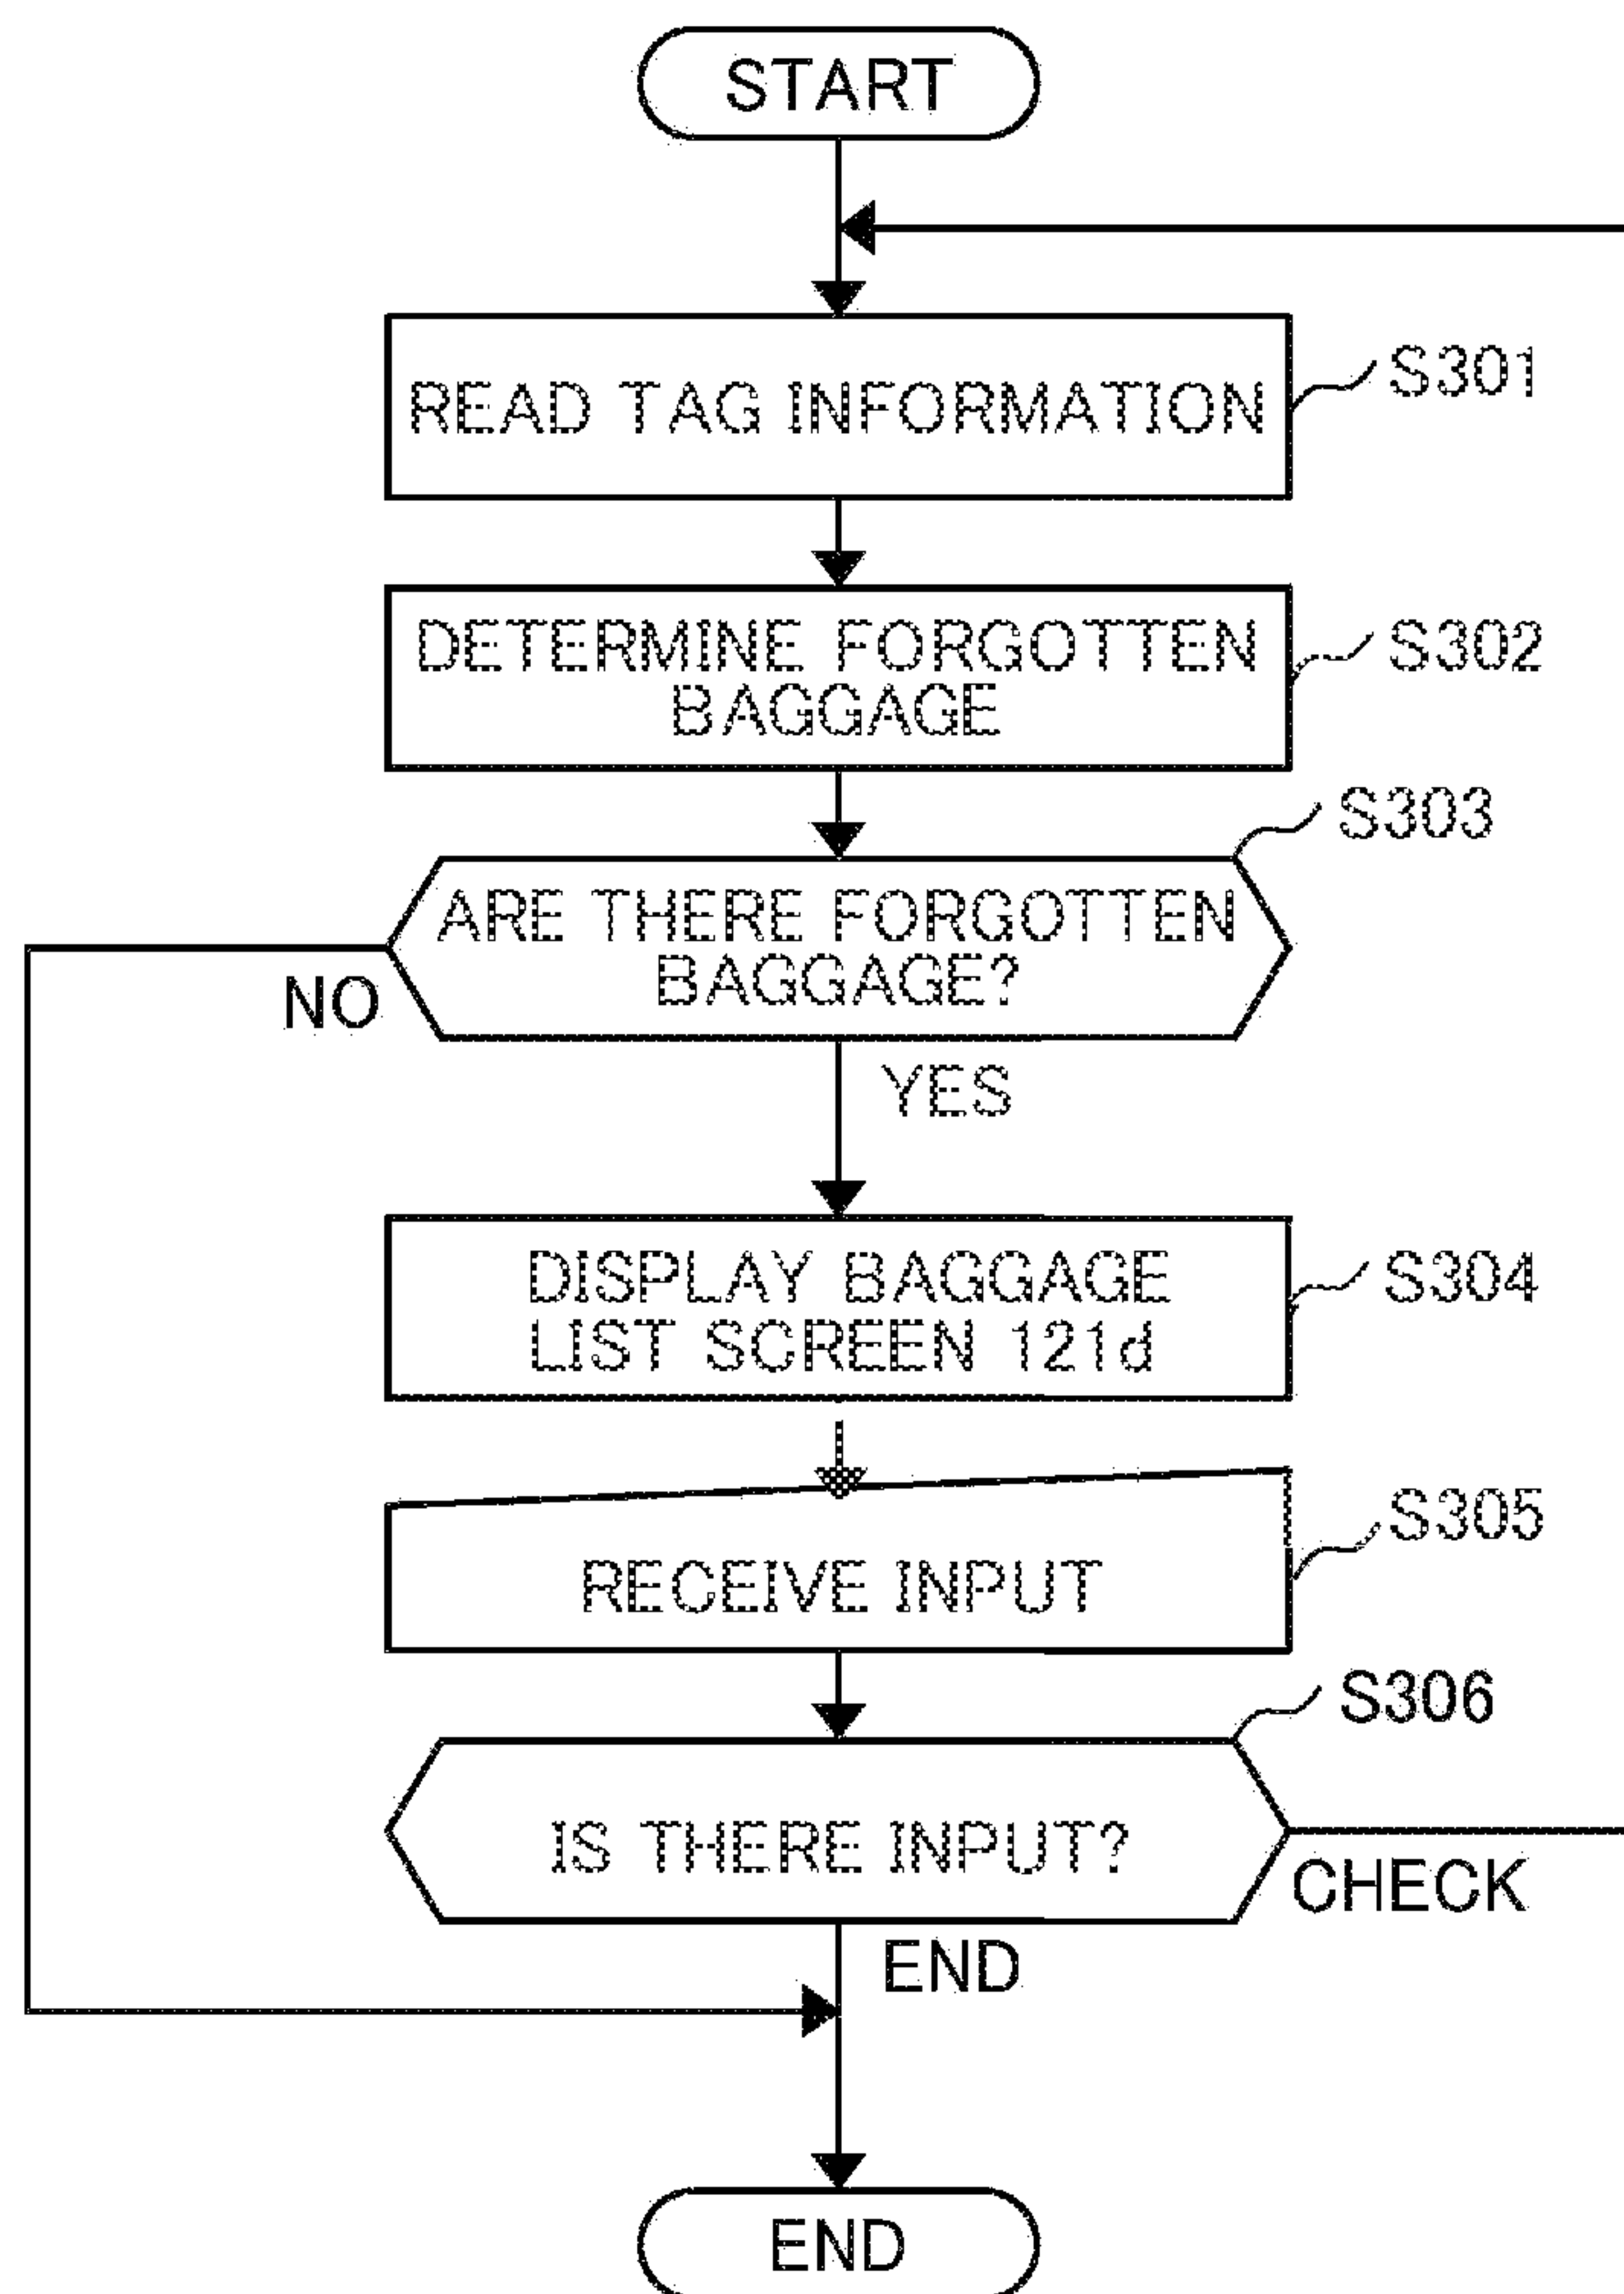 START
READ TAG INFORMATION
S301
DETERMINE FORGOTTEN
BAGGAGE
S302
S303
ARE THERE FORGOTTEN
BAGGAGE?
NO
YES
DISPLAY BAGGAGE
LIST SCREEN 121d
S304
RECEIVE INPUT
S305
S306
IS THERE INPUT?
CHECK
END
END